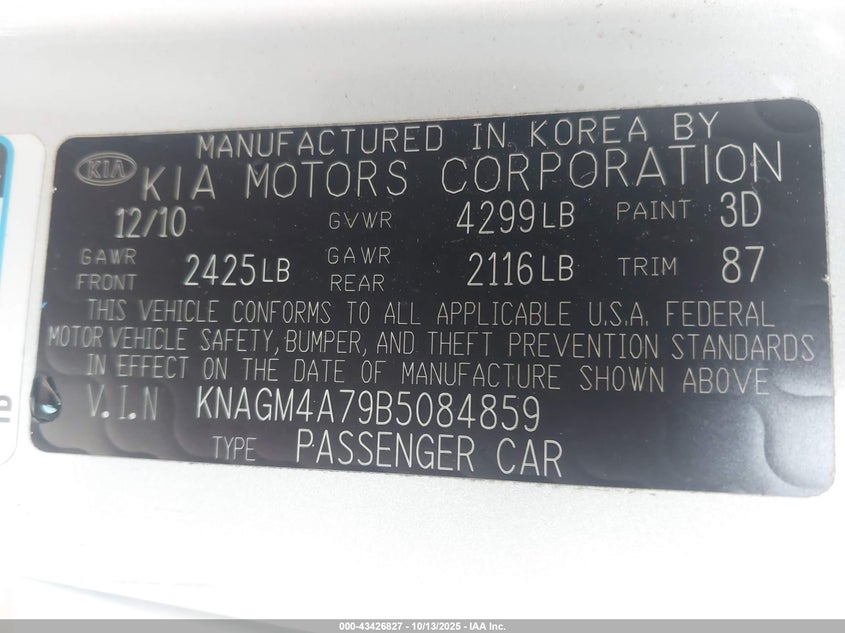 MANUFACTURED IN KOREA BY
KIA KIA MOTORS CORPORATION
12/10 GVWR 4299LB PAINT 3D
GAWR FRONT 2425LB GAWR REAR 2116LB TRIM 87
THIS VEHICLE CONFORMS TO ALL APPLICABLE U.S.A. FEDERAL
MOTOR VEHICLE SAFETY, BUMPER, AND THEFT PREVENTION STANDARDS
IN EFFECT ON THE DATE OF MANUFACTURE SHOWN ABOVE
V.I.N KNAGM4A79B5084859
TYPE PASSENGER CAR
000-43426827 - 10/13/2025 - IAA Inc.